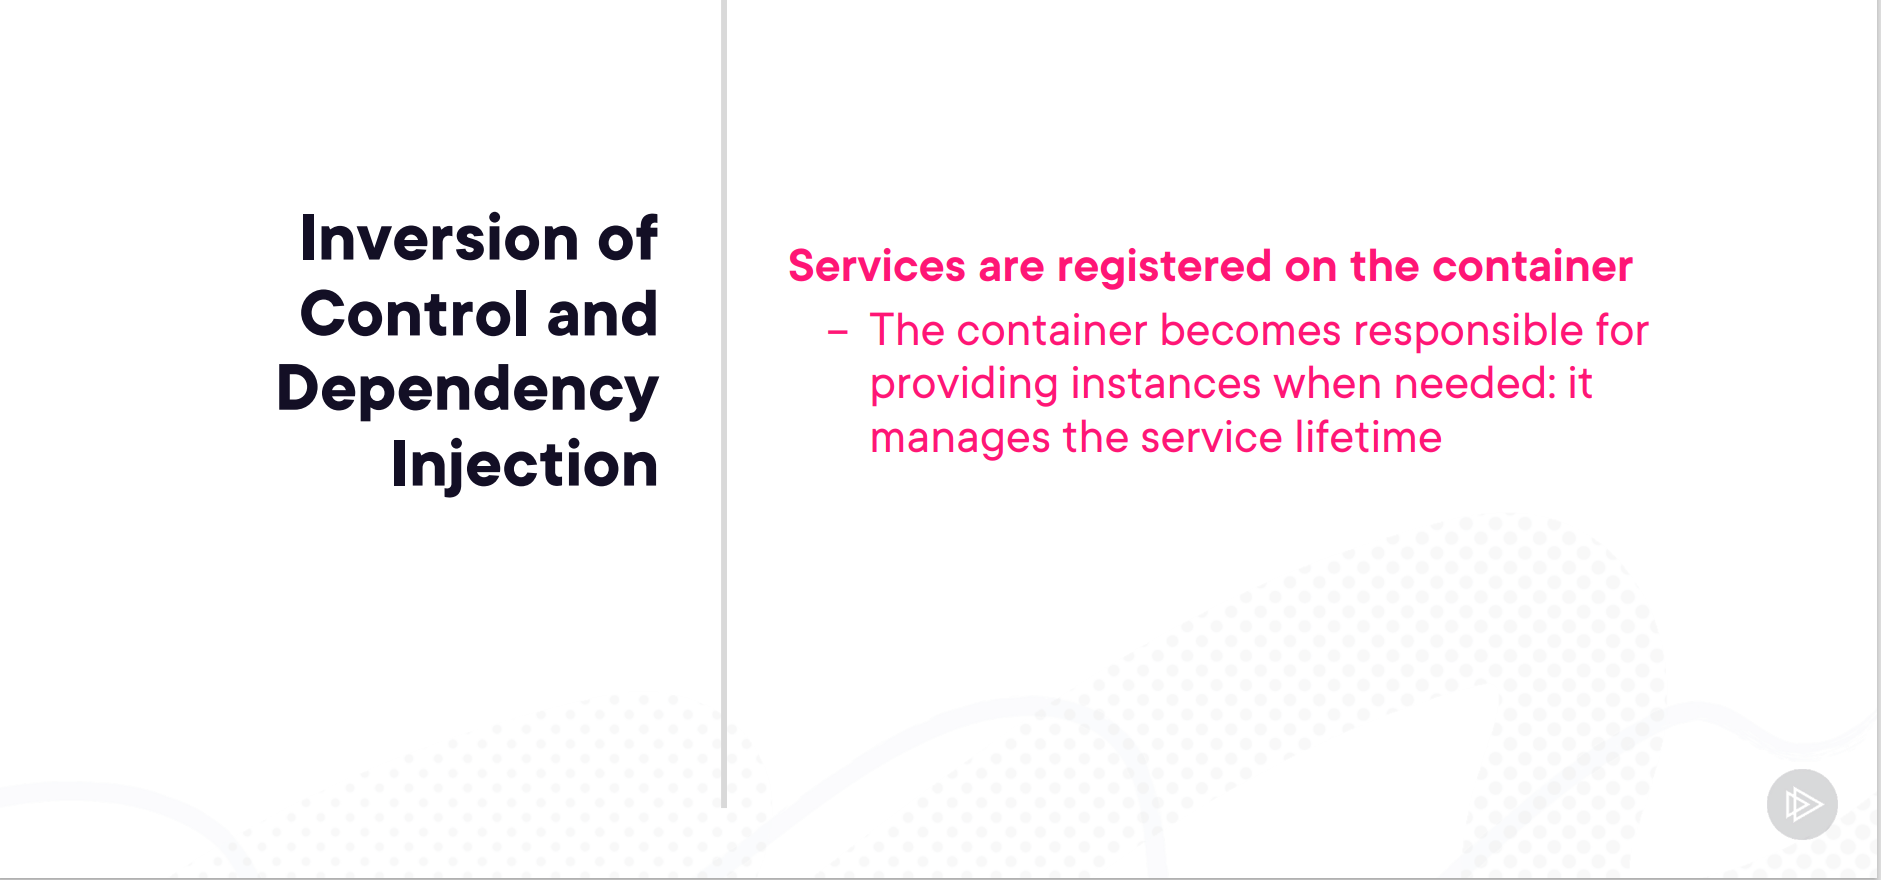 Inversion of
Control and
Dependency
Injection
Services are registered on the container
– The container becomes responsible for
providing instances when needed: it
manages the service lifetime